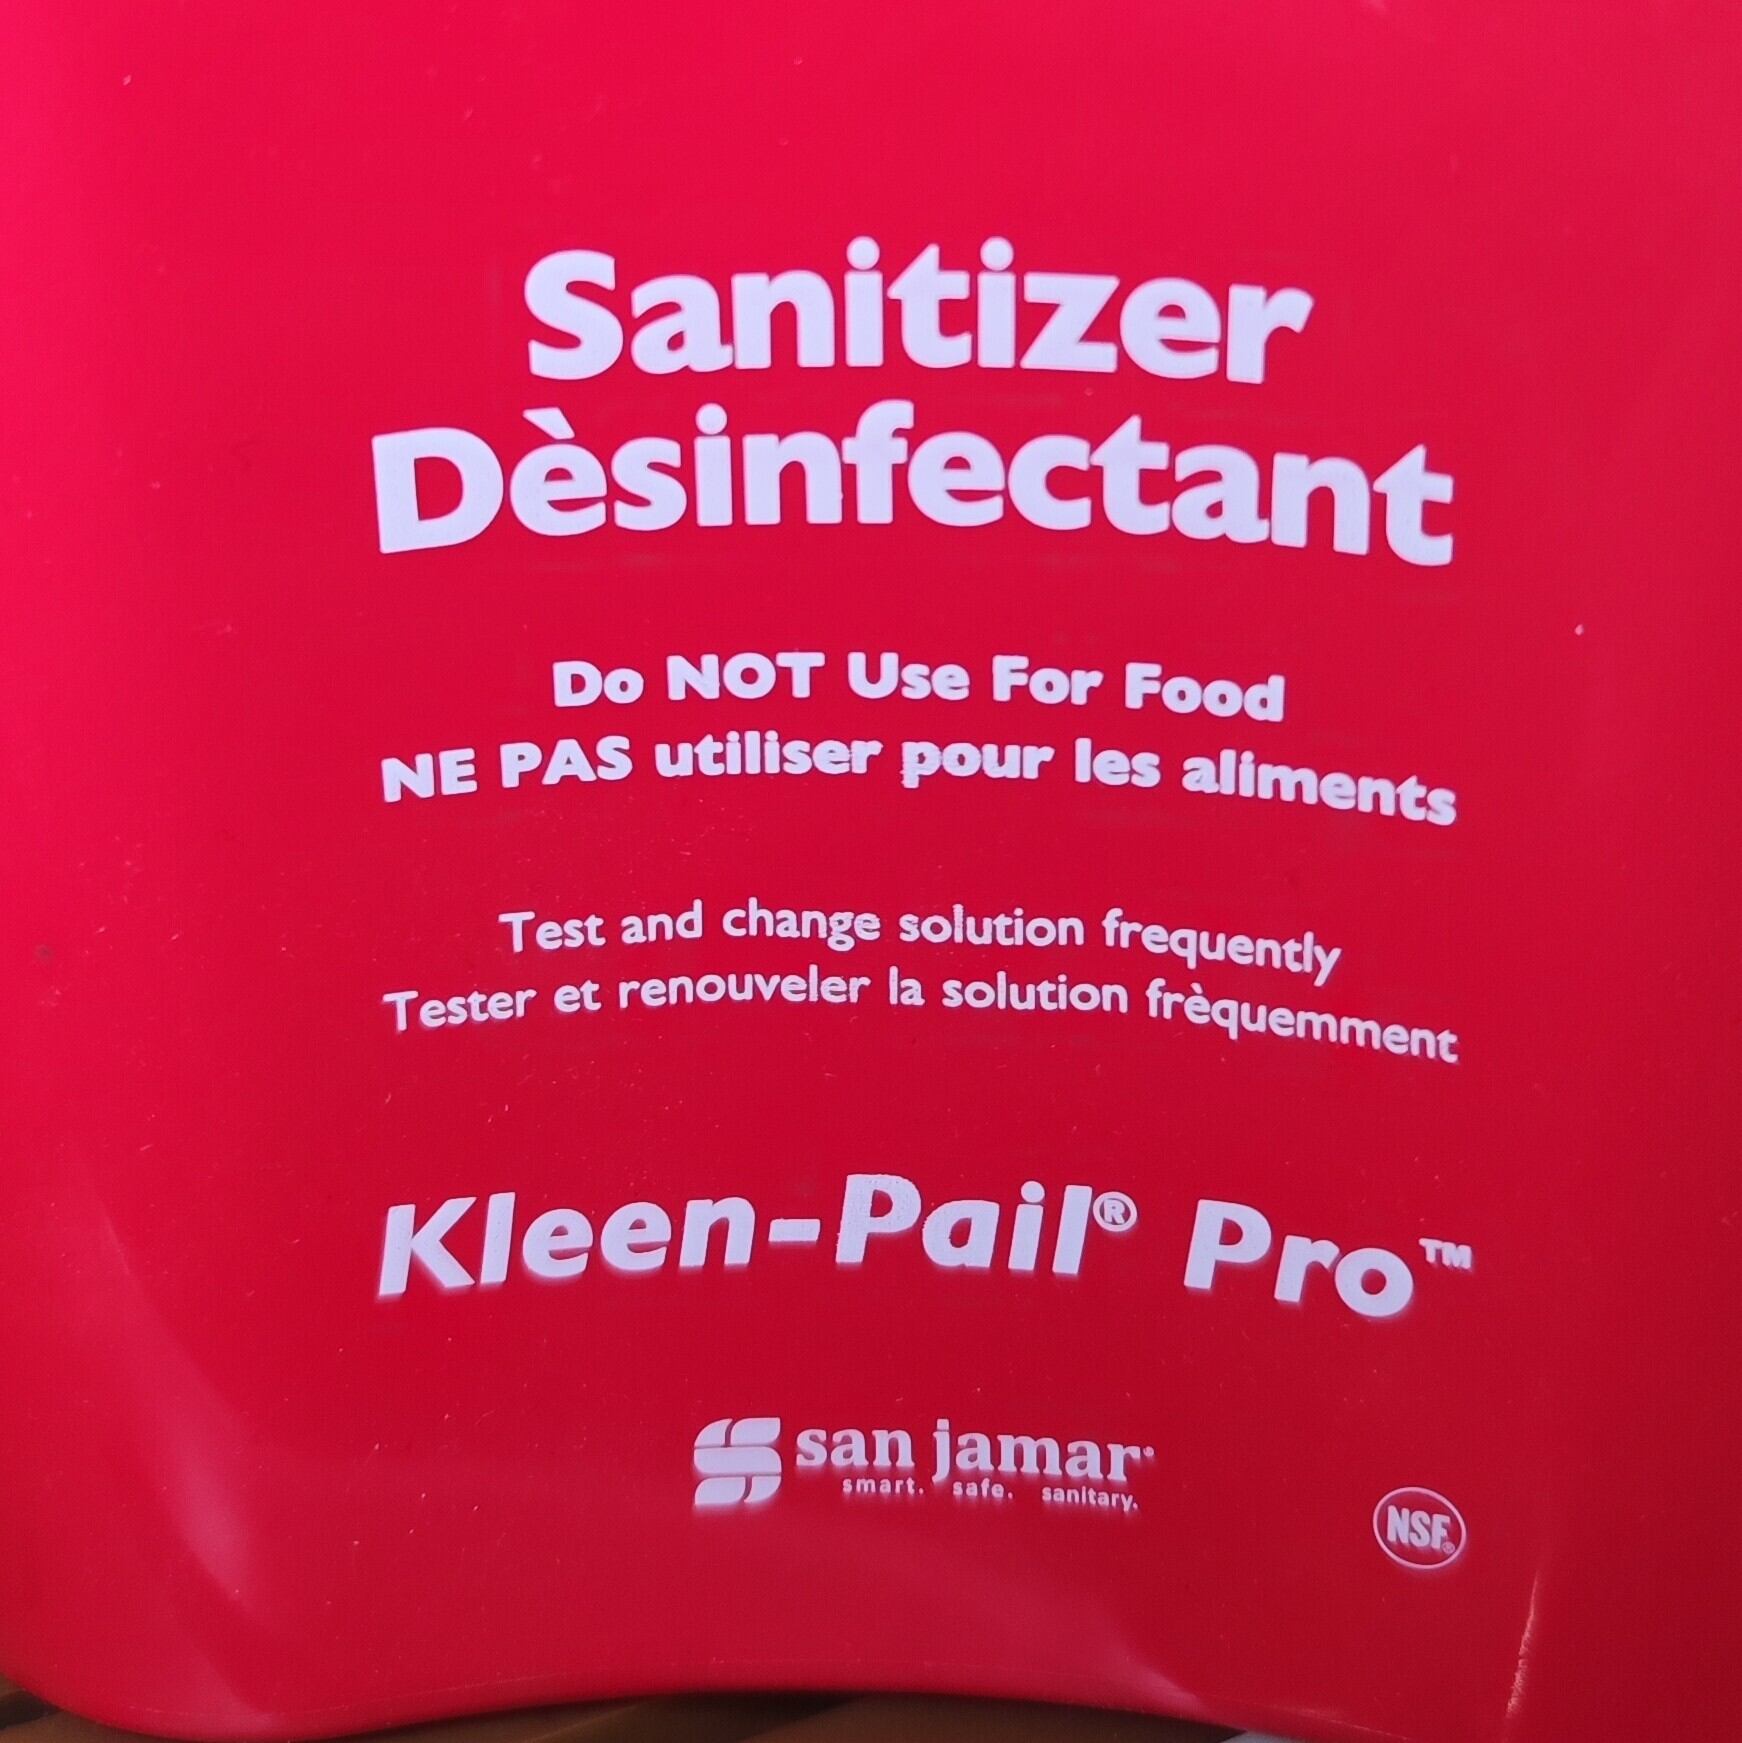 Sanitizer
Dèsinfectant
Do NOT Use For Food
NE PAS utiliser pour les aliments
Test and change solution frequently
Tester et renouveler la solution frèquemment
Kleen-Pail® Pro™
san jamar®
smart. safe. sanitary.
NSF®